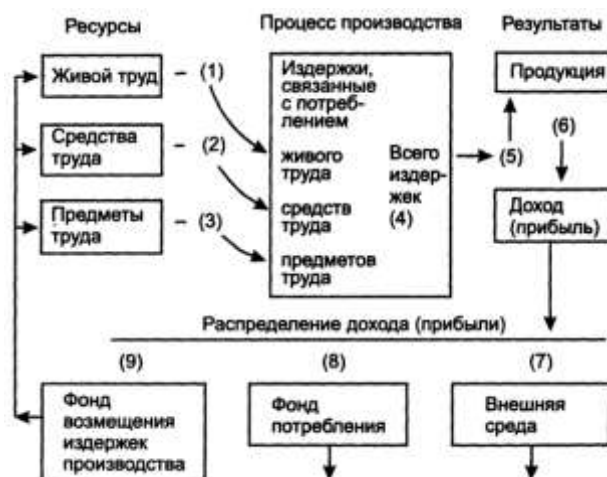 Ресурсы
Процесс производства
Результаты
Живой труд
– (1)
Издержки,
связанные
с потреб-
лением
Продукция
Средства
труда
– (2)
живого
труда
Всего
издер-
жек
(4)
(5)
(6)
Предметы
труда
– (3)
средств
труда
предметов
труда
Доход
(прибыль)
Распределение дохода (прибыли)
(9)
(8)
(7)
Фонд
возмещения
издержек
производства
Фонд
потребления
Внешняя
среда